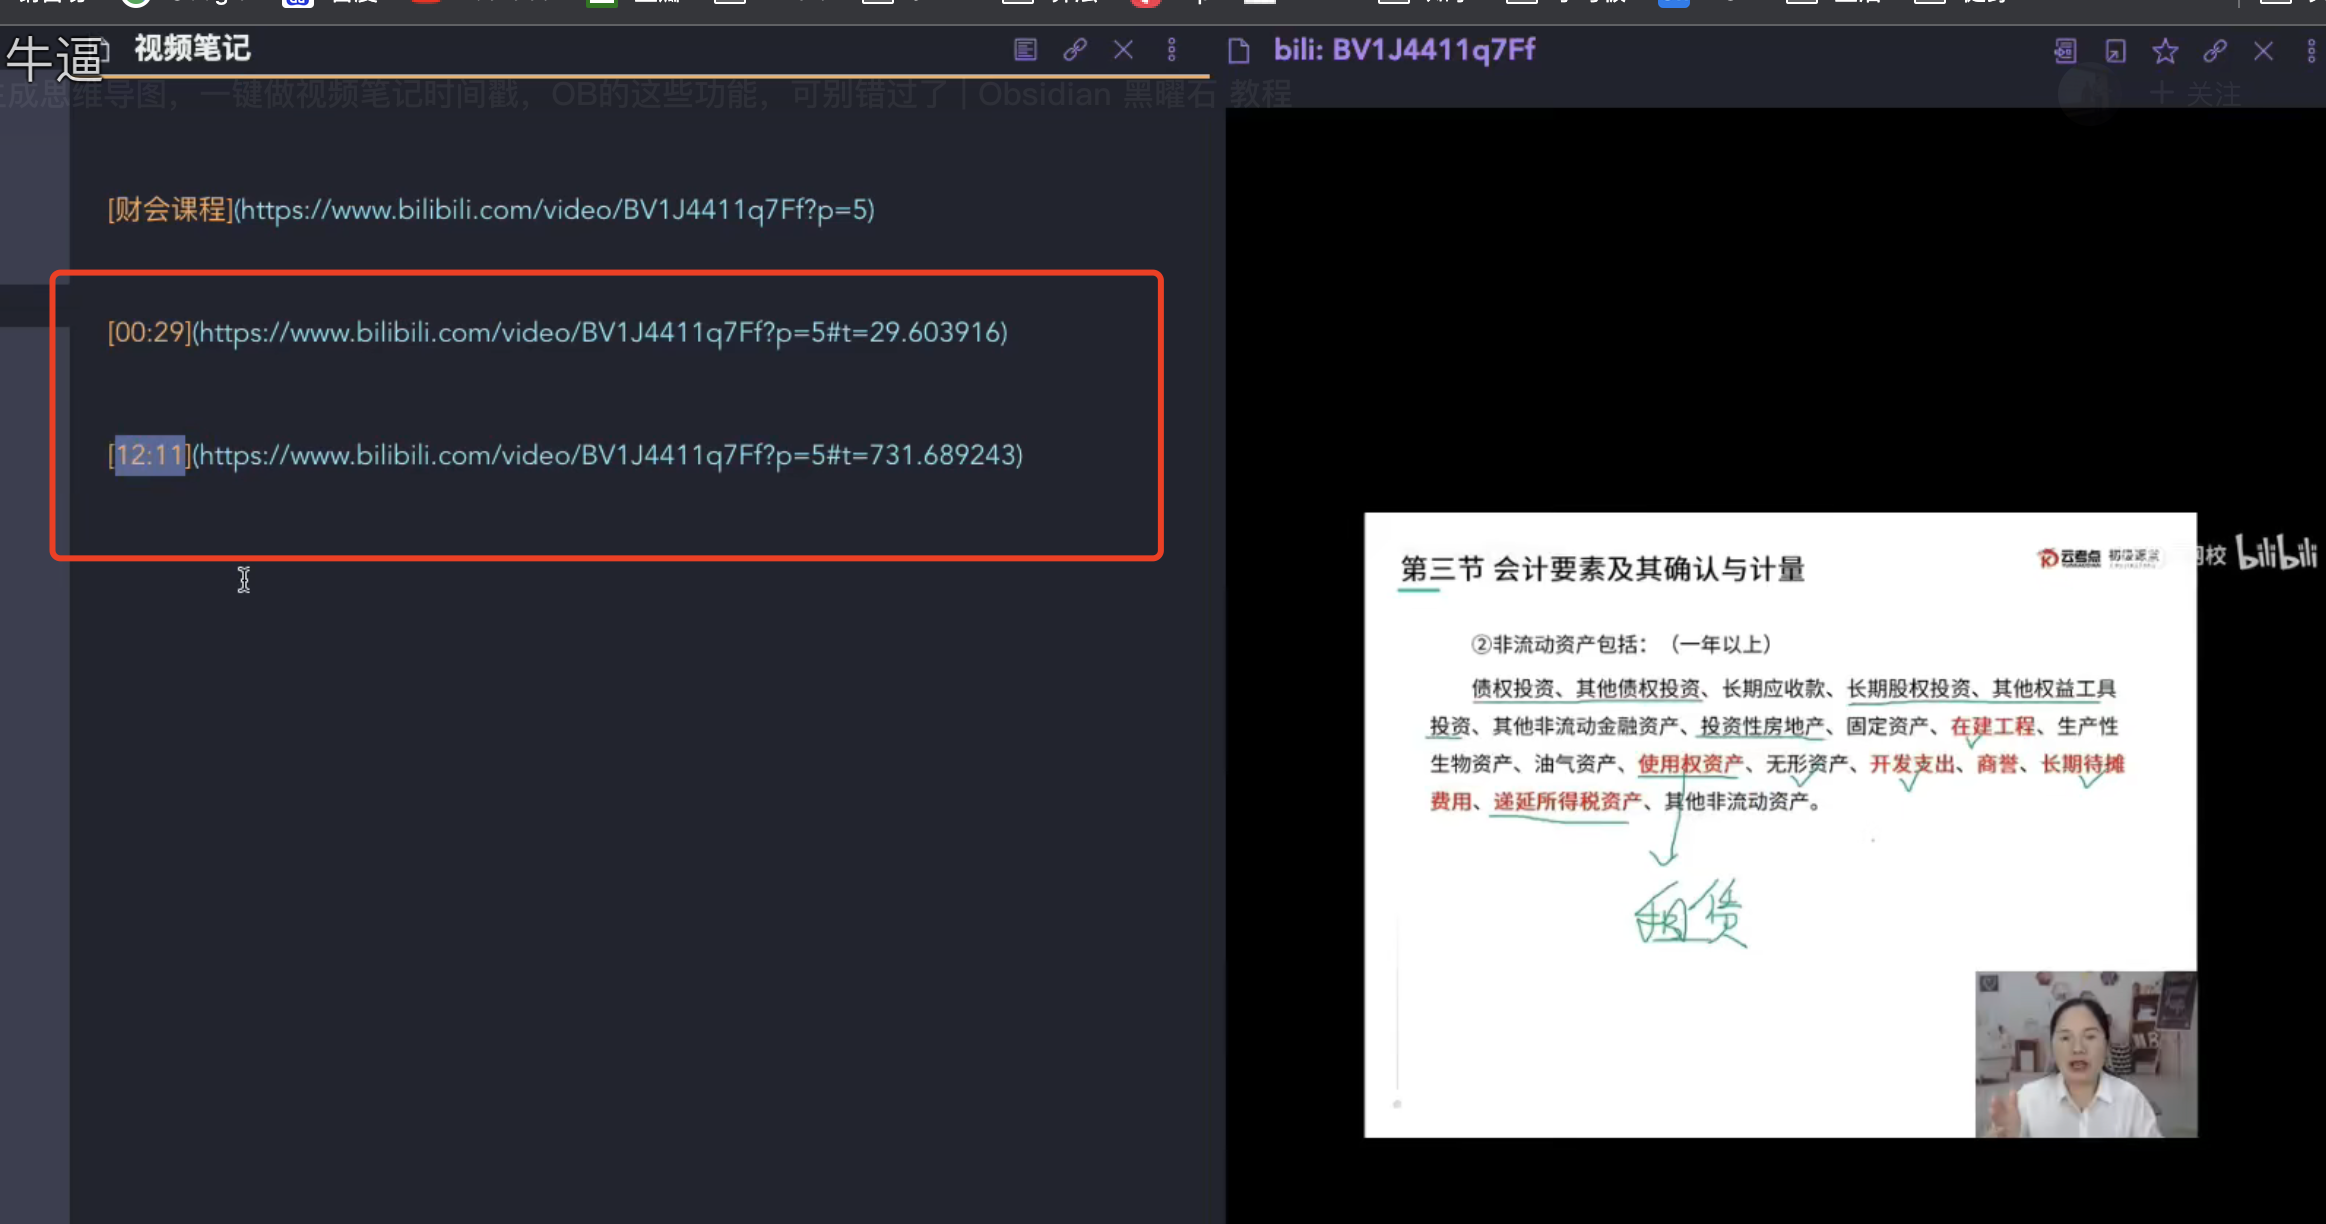 牛逼
视频笔记
bili: BV1J4411q7Ff
生成思维导图，一键做视频笔记时间戳，OB的这些功能，可别错过了 | Obsidian 黑曜石 教程
+ 关注
[财会课程](https://www.bilibili.com/video/BV1J4411q7Ff?p=5)
[00:29](https://www.bilibili.com/video/BV1J4411q7Ff?p=5#t=29.603916)
[12:11](https://www.bilibili.com/video/BV1J4411q7Ff?p=5#t=731.689243)
第三节 会计要素及其确认与计量
云考点
网校 bilibili
②非流动资产包括：（一年以上）
债权投资、其他债权投资、长期应收款、长期股权投资、其他权益工具
投资、其他非流动金融资产、投资性房地产、固定资产、在建工程、生产性
生物资产、油气资产、使用权资产、无形资产、开发支出、商誉、长期待摊
费用、递延所得税资产、其他非流动资产。
租赁